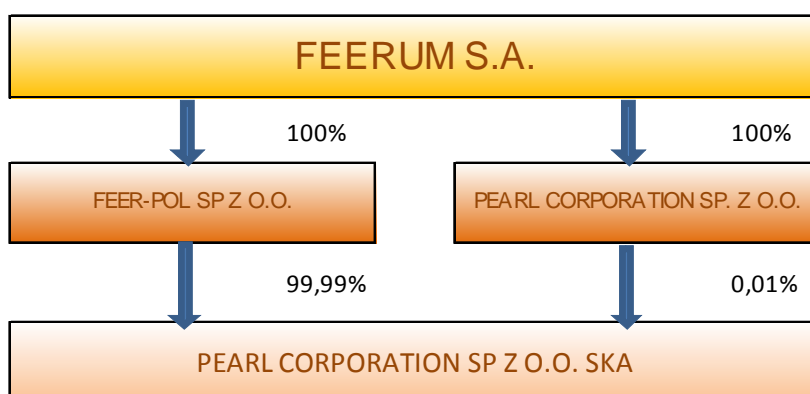 FEERUM S.A.
100% 100%
FEER-POL SP Z O.O. PEARL CORPORATION SP. Z O.O.
99,99% 0,01%
PEARL CORPORATION SP Z O.O. SKA